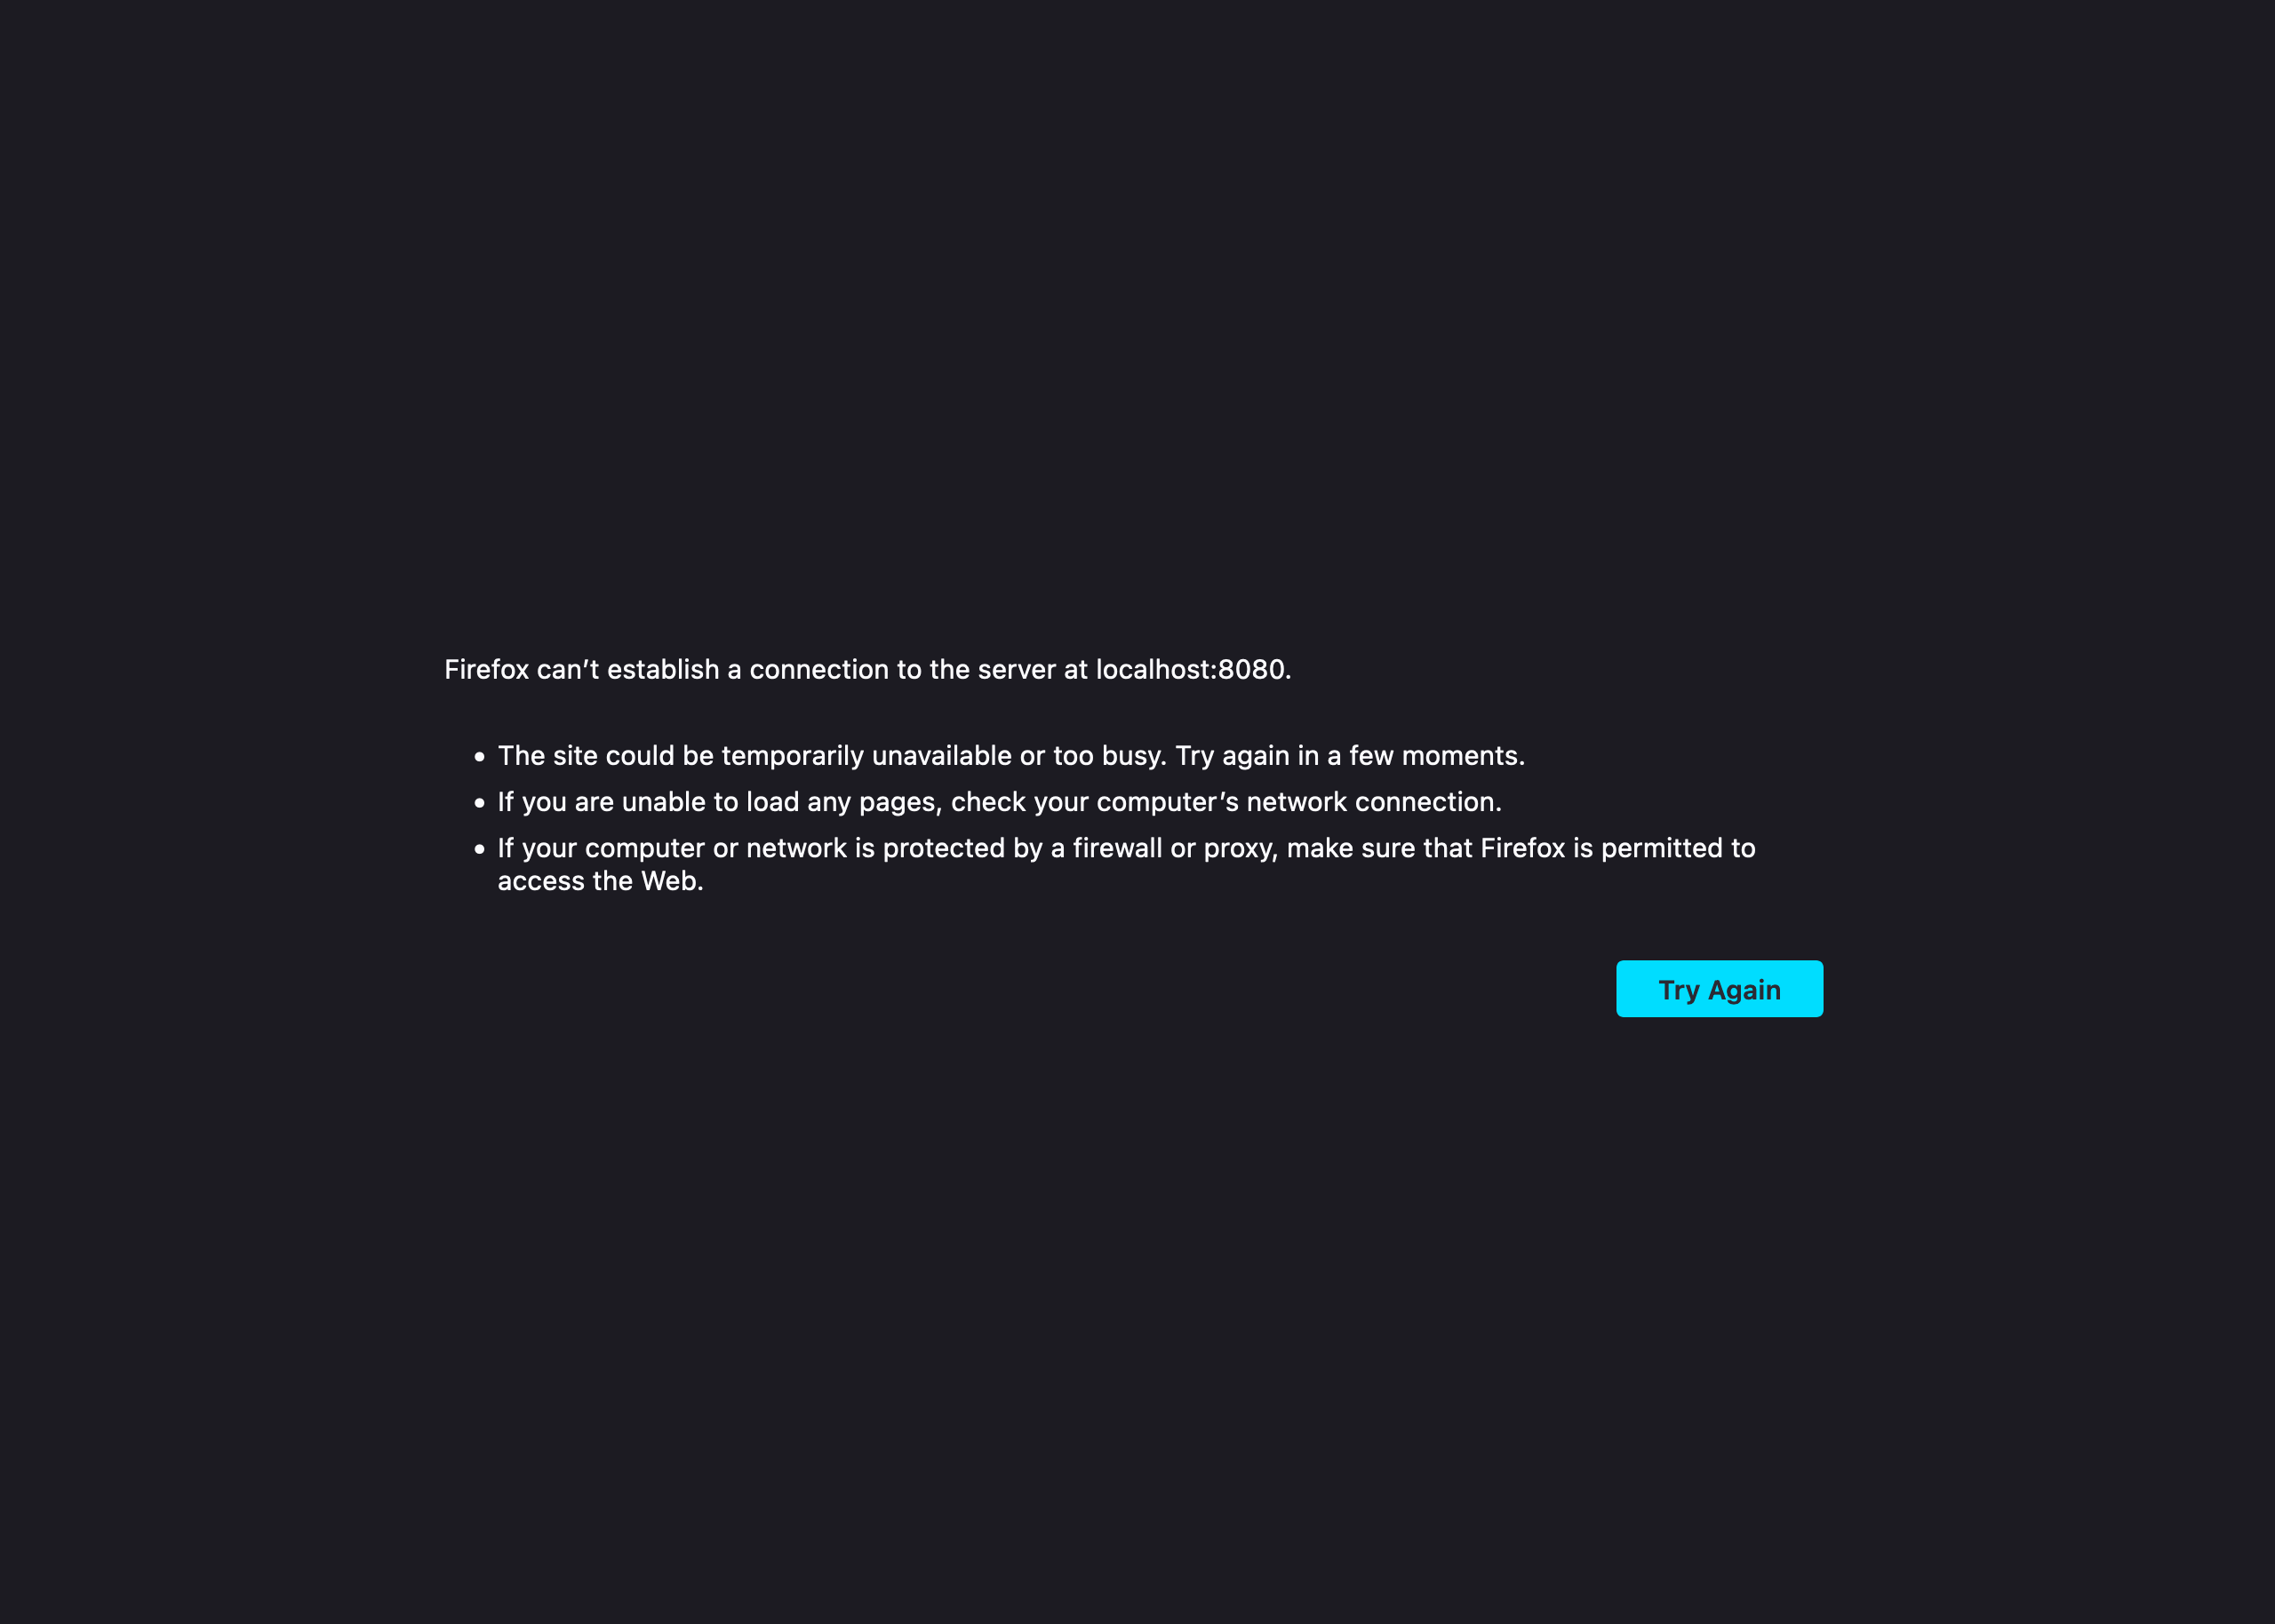 Firefox can’t establish a connection to the server at localhost:8080.
The site could be temporarily unavailable or too busy. Try again in a few moments.
If you are unable to load any pages, check your computer’s network connection.
If your computer or network is protected by a firewall or proxy, make sure that Firefox is permitted to
access the Web.
Try Again